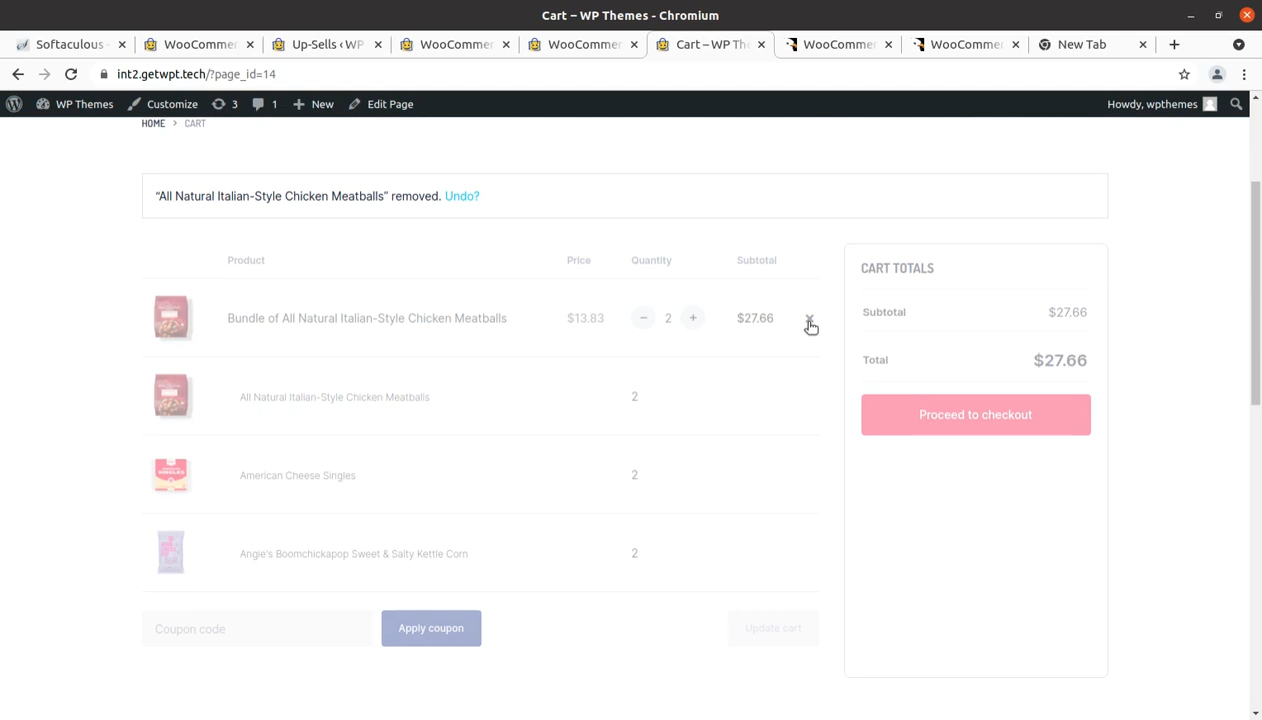 Cart – WP Themes - Chromium
Softaculous -
WooCommer
Up-Sells ‹ WP
WooCommer
WooCommer
Cart – WP Th
WooCommer
WooCommer
New Tab
int2.getwpt.tech/?page_id=14
WP Themes
Customize
3
1
New
Edit Page
Howdy, wpthemes
HOME > CART
“All Natural Italian-Style Chicken Meatballs” removed. Undo?
Product Price Quantity Subtotal
Bundle of All Natural Italian-Style Chicken Meatballs $13.83 − 2 + $27.66 ×
All Natural Italian-Style Chicken Meatballs 2
American Cheese Singles 2
Angie's Boomchickapop Sweet & Salty Kettle Corn 2
Coupon code
Apply coupon
Update cart
CART TOTALS
Subtotal $27.66
Total $27.66
Proceed to checkout